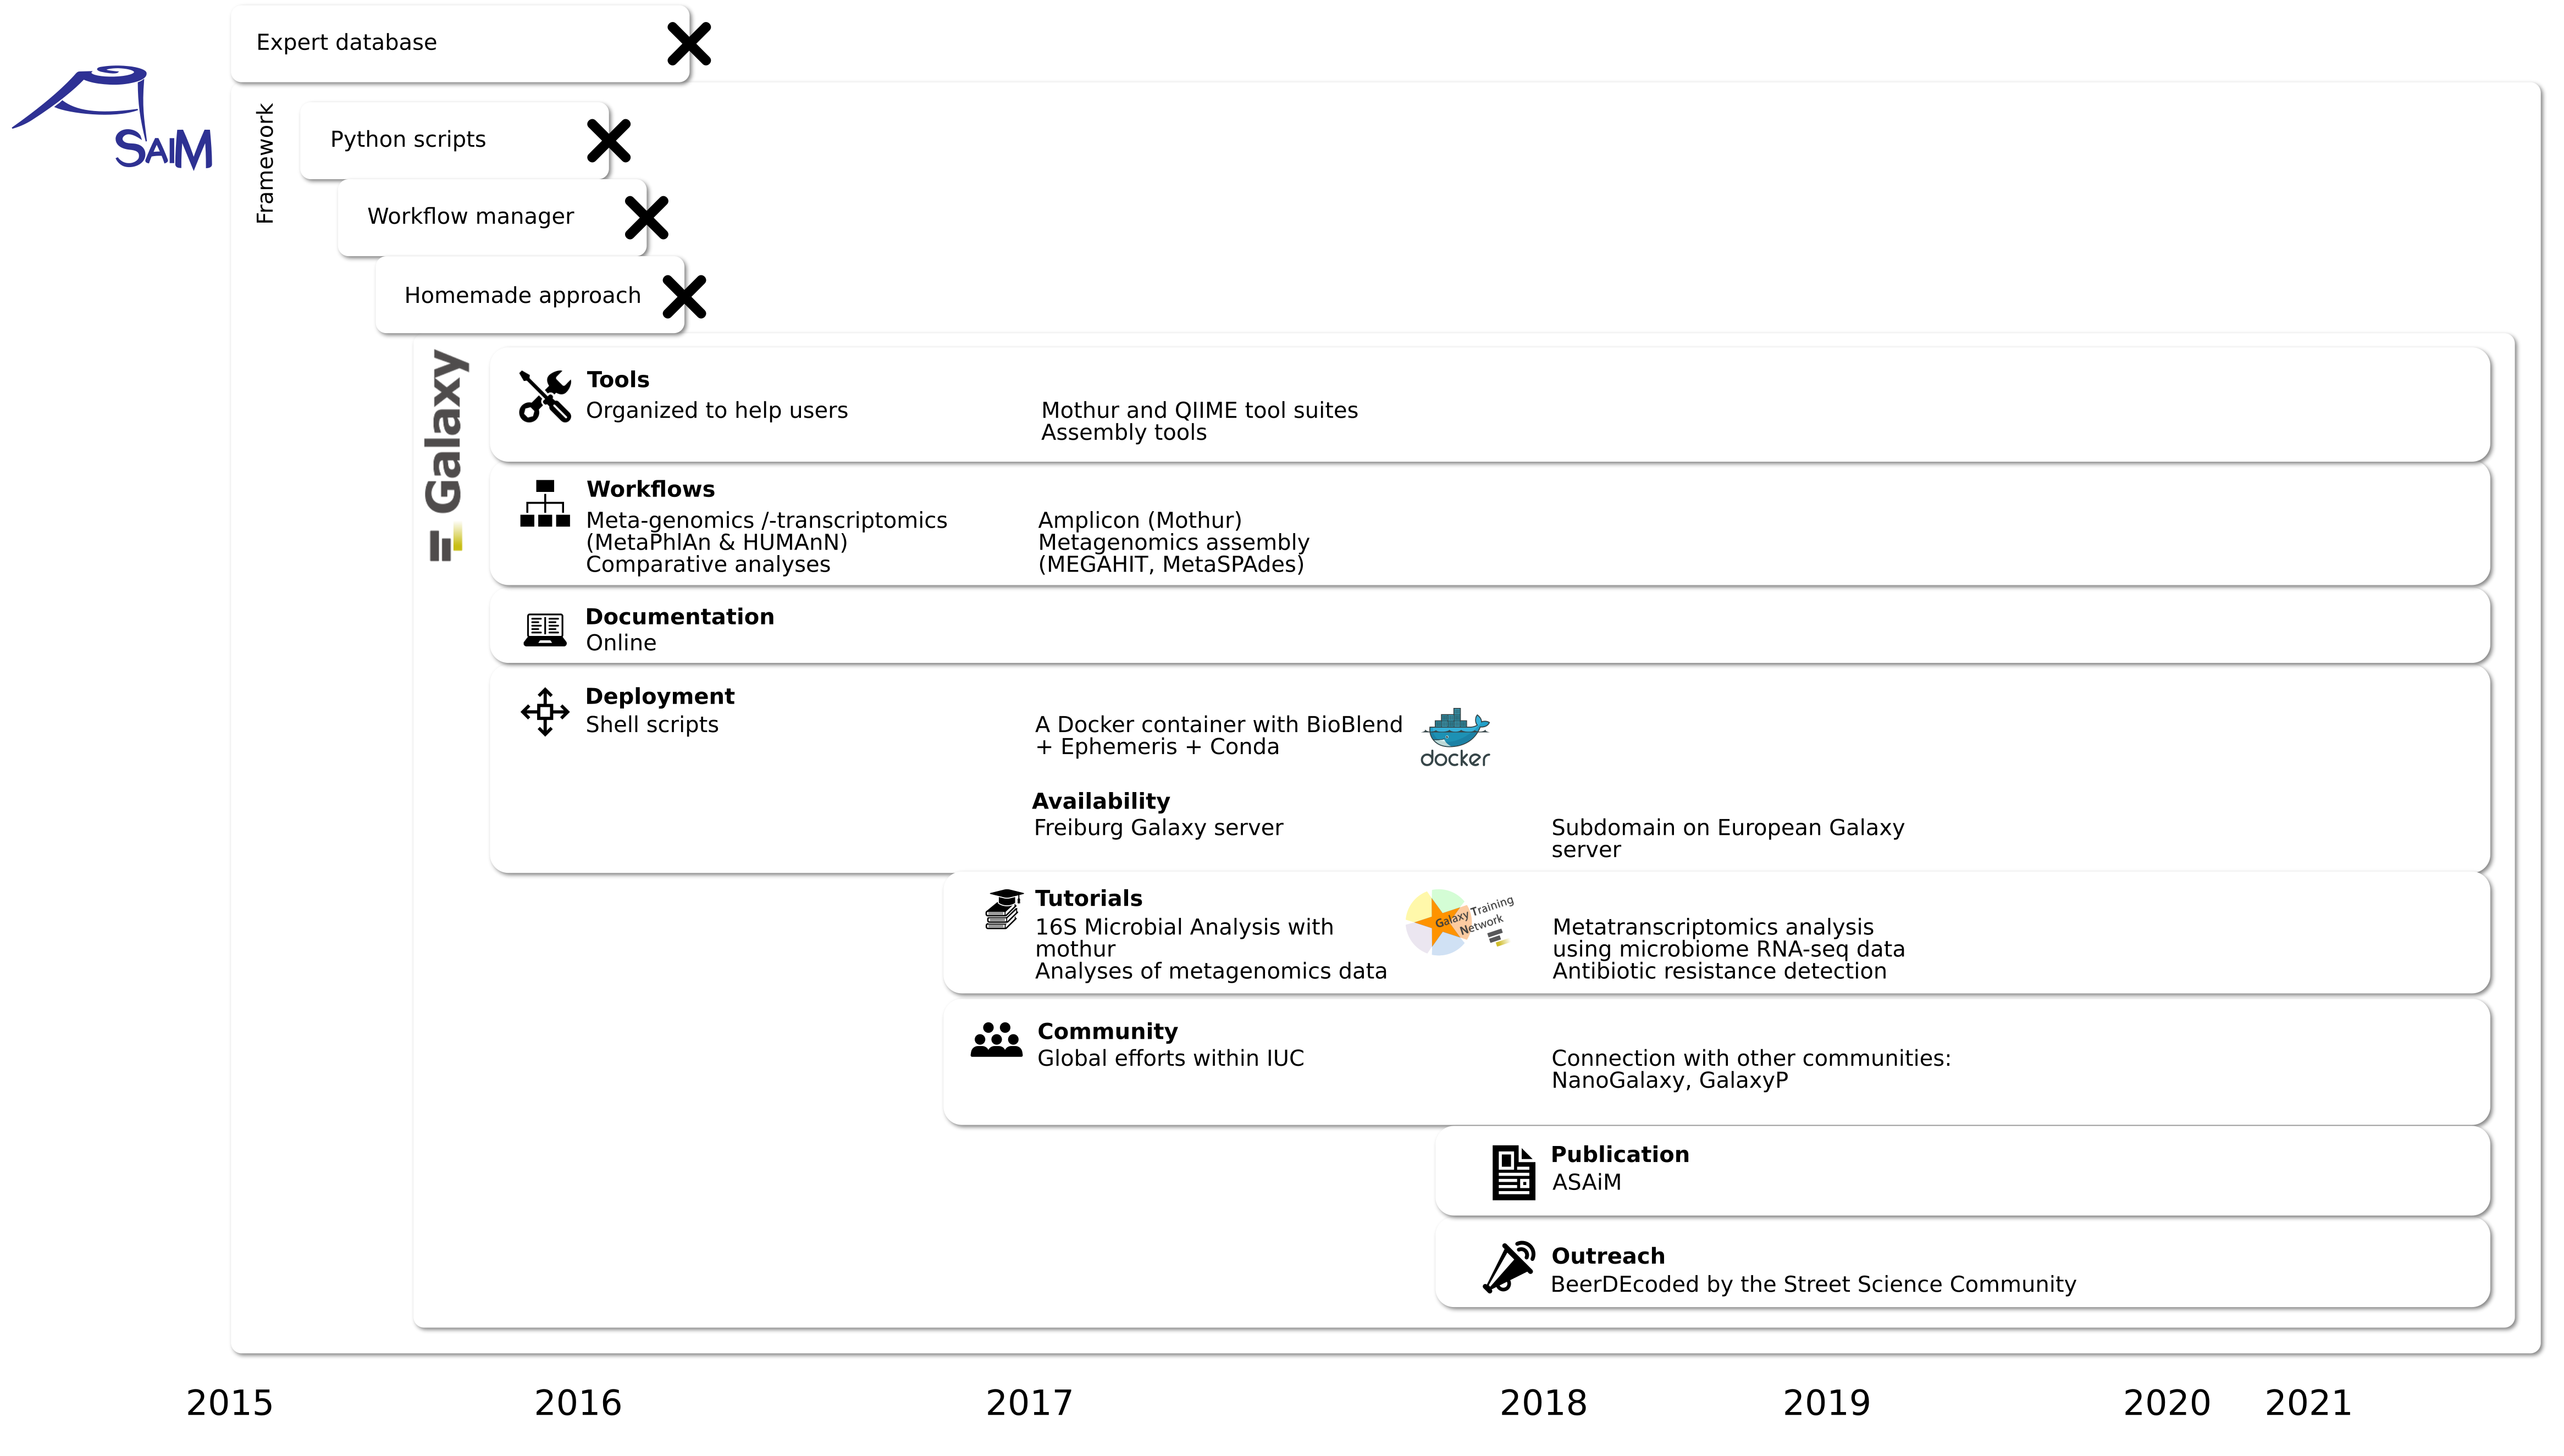 Expert database
SAIM
Framework
Python scripts
Workflow manager
Homemade approach
Galaxy
Tools
Organized to help users
Mothur and QIIME tool suites
Assembly tools
Workflows
Meta-genomics /-transcriptomics
(MetaPhlAn & HUMAnN)
Comparative analyses
Amplicon (Mothur)
Metagenomics assembly
(MEGAHIT, MetaSPAdes)
Documentation
Online
Deployment
Shell scripts
A Docker container with BioBlend
+ Ephemeris + Conda
docker
Availability
Freiburg Galaxy server
Subdomain on European Galaxy
server
Tutorials
16S Microbial Analysis with
mothur
Analyses of metagenomics data
Galaxy Training
Network
Metatranscriptomics analysis
using microbiome RNA-seq data
Antibiotic resistance detection
Community
Global efforts within IUC
Connection with other communities:
NanoGalaxy, GalaxyP
Publication
ASAiM
Outreach
BeerDEcoded by the Street Science Community
2015 2016 2017 2018 2019 2020 2021